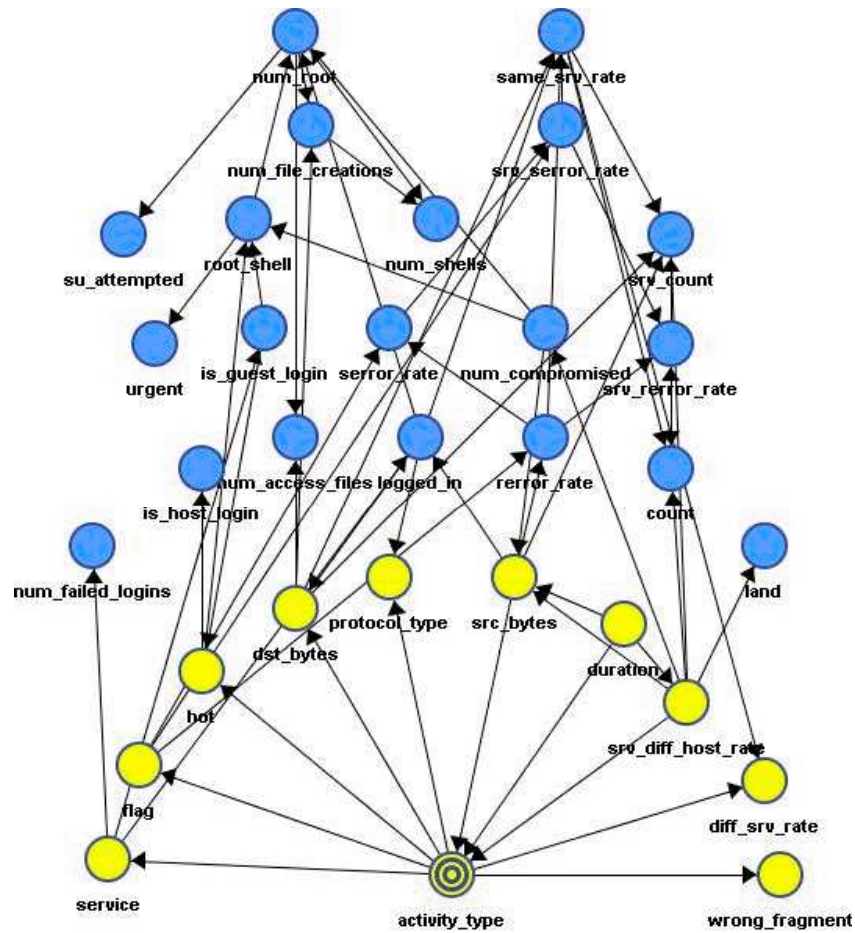 num_root
same_srv_rate
num_file_creations
srv_serror_rate
root_shell
num_shells
su_attempted
srv_count
urgent
is_guest_login
serror_rate
num_compromised
srv_rerror_rate
num_access_files
logged_in
rerror_rate
is_host_login
count
num_failed_logins
land
protocol_type
src_bytes
dst_bytes
duration
hot
srv_diff_host_rate
flag
diff_srv_rate
service
activity_type
wrong_fragment